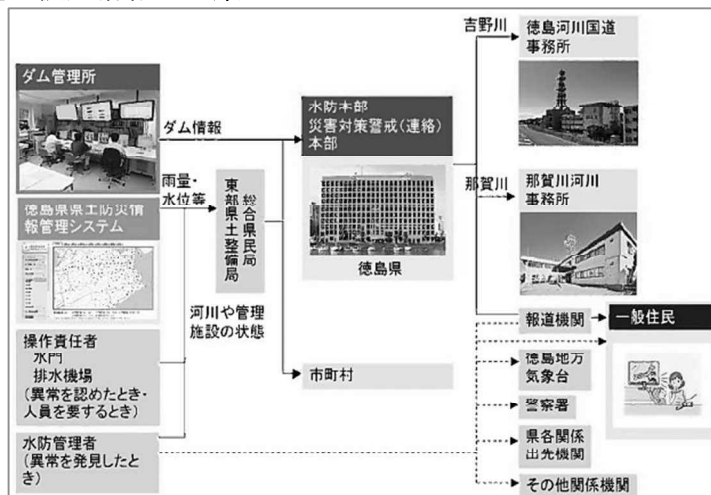 ダム管理所
徳島県県土防災情
報管理システム
操作責任者
水門
排水機場
(異常を認めたとき・
人員を要するとき)
水防管理者
(異常を発見したと
き)
ダム情報
雨量・
水位等
総合県民局
東部県土整備局
河川や管理
施設の状態
水防本部
災害対策警戒(連絡)
本部
徳島県
市町村
吉野川
那賀川
徳島河川国道
事務所
那賀川河川
事務所
報道機関
徳島地方
気象台
警察署
県各関係
出先機関
その他関係機関
一般住民